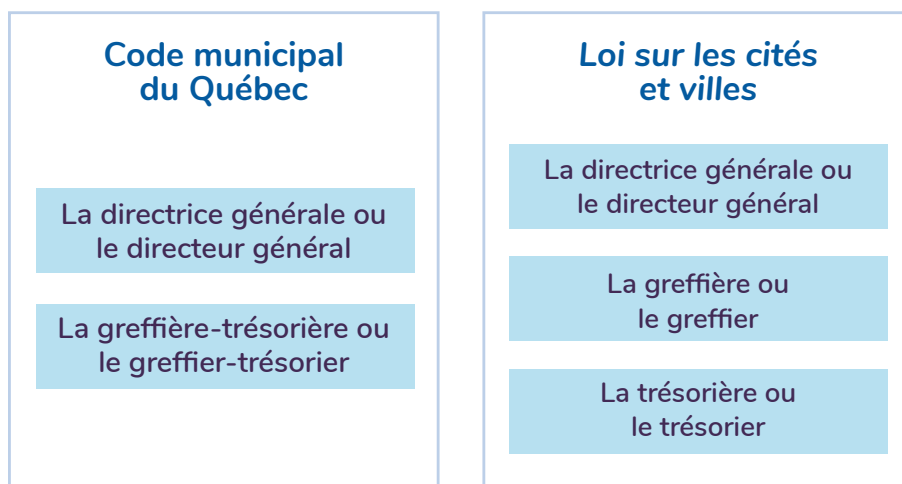 Code municipal
du Québec
La directrice générale ou
le directeur général
La greffière-trésorière ou
le greffier-trésorier
Loi sur les cités
et villes
La directrice générale ou
le directeur général
La greffière ou
le greffier
La trésorière ou
le trésorier